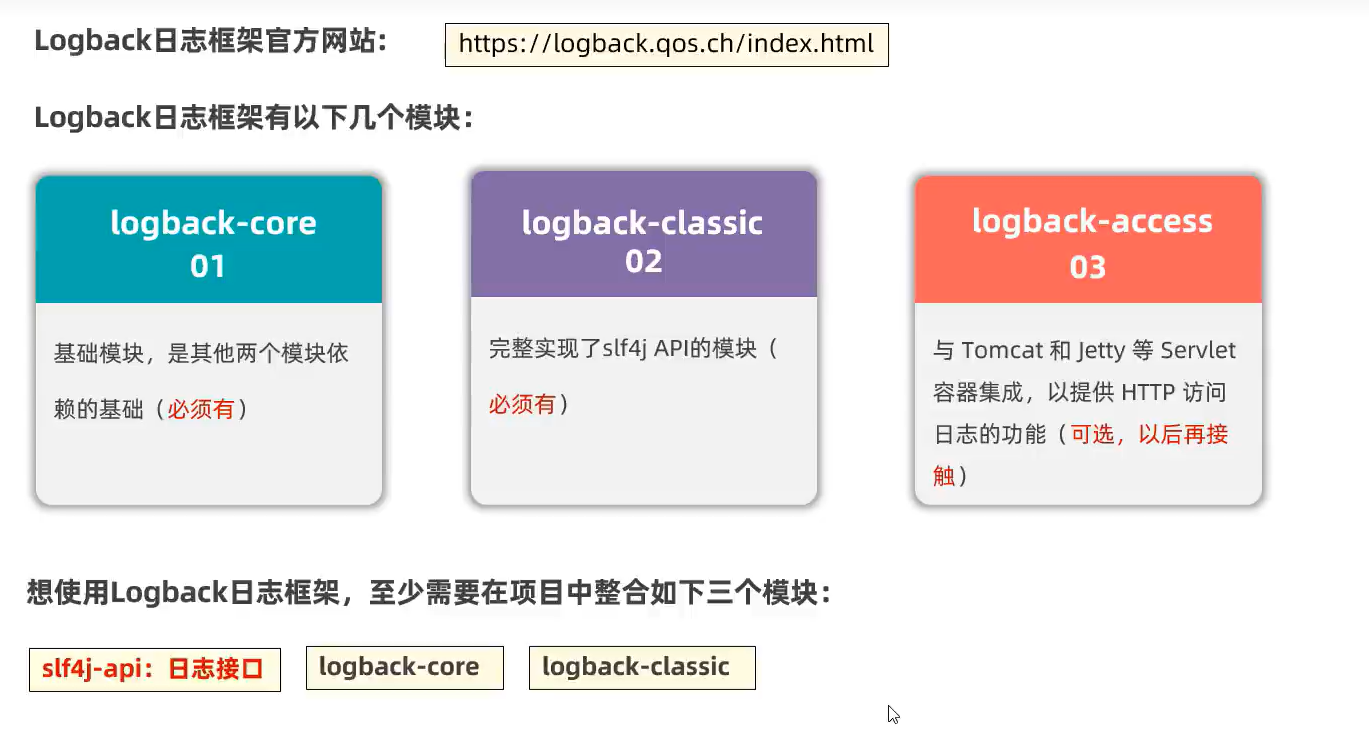 Logback日志框架官方网站：
https://logback.qos.ch/index.html
Logback日志框架有以下几个模块：
logback-core
01
基础模块，是其他两个模块依
赖的基础（必须有）
logback-classic
02
完整实现了slf4j API的模块（
必须有）
logback-access
03
与 Tomcat 和 Jetty 等 Servlet
容器集成，以提供 HTTP 访问
日志的功能（可选，以后再接
触）
想使用Logback日志框架，至少需要在项目中整合如下三个模块：
slf4j-api：日志接口
logback-core
logback-classic